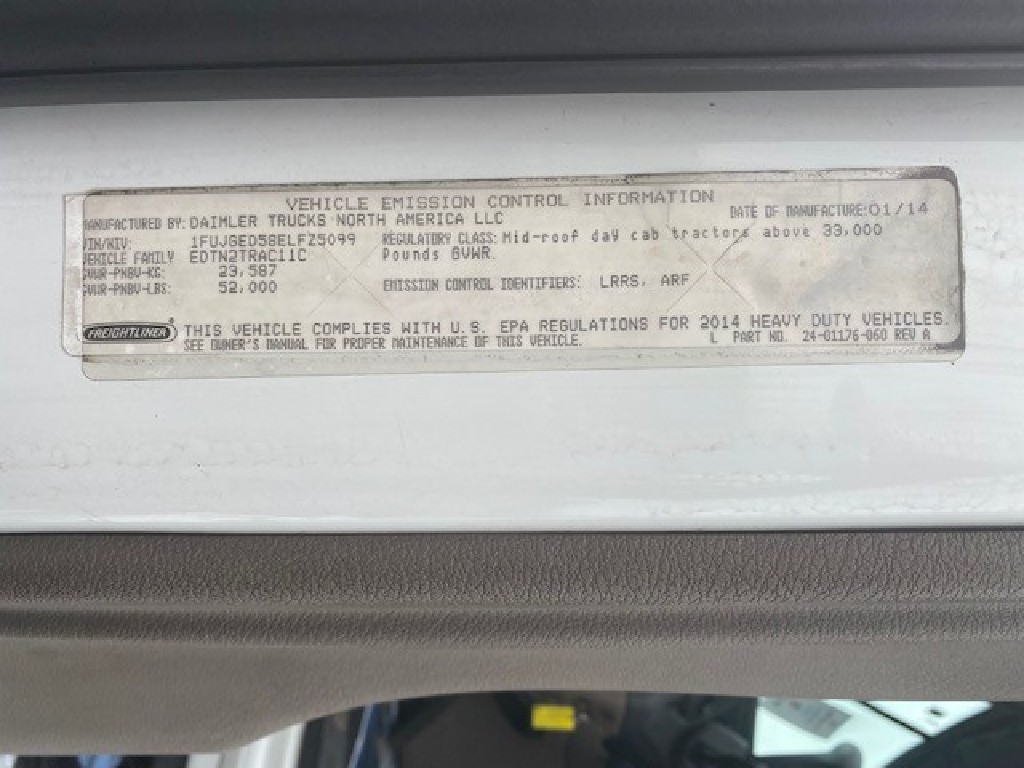 VEHICLE EMISSION CONTROL INFORMATION
MANUFACTURED BY: DAIMLER TRUCKS NORTH AMERICA LLC DATE OF MANUFACTURE: 01/14
VIN/NIV: 1FUJGED58ELFZ5099 REGULATORY CLASS: Mid-roof day cab tractors above 33,000
VEHICLE FAMILY EDTN2TRAC11C Pounds GVWR.
GVWR-PNBV-KG: 23,587
GVWR-PNBV-LBS: 52,000 EMISSION CONTROL IDENTIFIERS: LRRS, ARF
FREIGHTLINER® THIS VEHICLE COMPLIES WITH U.S. EPA REGULATIONS FOR 2014 HEAVY DUTY VEHICLES.
SEE OWNER'S MANUAL FOR PROPER MAINTENANCE OF THIS VEHICLE. L PART NO. 24-01176-060 REV A